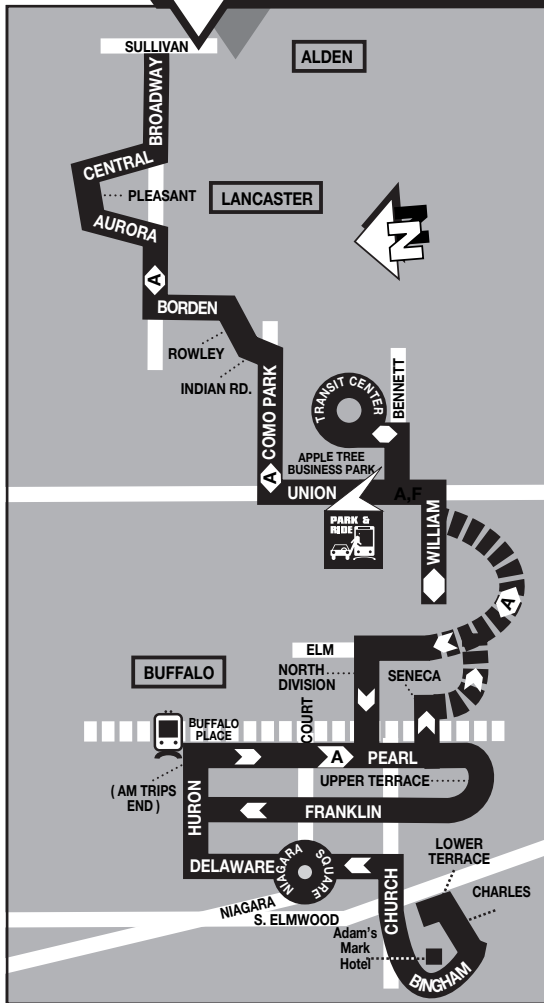 SULLIVAN
ALDEN
BROADWAY
CENTRAL
PLEASANT
LANCASTER
AURORA
N
A
BORDEN
ROWLEY
INDIAN RD.
COMO PARK
TRANSIT CENTER
BENNETT
APPLE TREE
BUSINESS PARK
A
UNION
A,F
PARK &
RIDE
WILLIAM
A
ELM
NORTH
DIVISION
SENECA
BUFFALO
COURT
BUFFALO
PLACE
A
PEARL
( AM TRIPS
END )
UPPER TERRACE
HURON
FRANKLIN
LOWER
TERRACE
DELAWARE
NIAGARA SQUARE
CHURCH
CHARLES
NIAGARA
S. ELMWOOD
Adam's
Mark
Hotel
BINGHAM